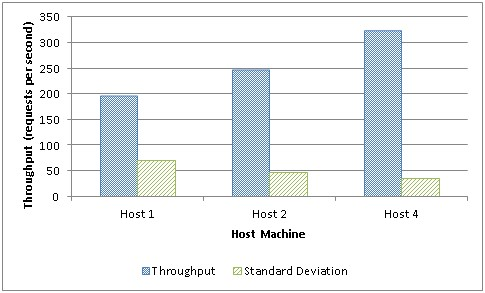 Throughput (requests per second)
350
300
250
200
150
100
50
0
Host 1 Host 2 Host 4
Host Machine
Throughput Standard Deviation